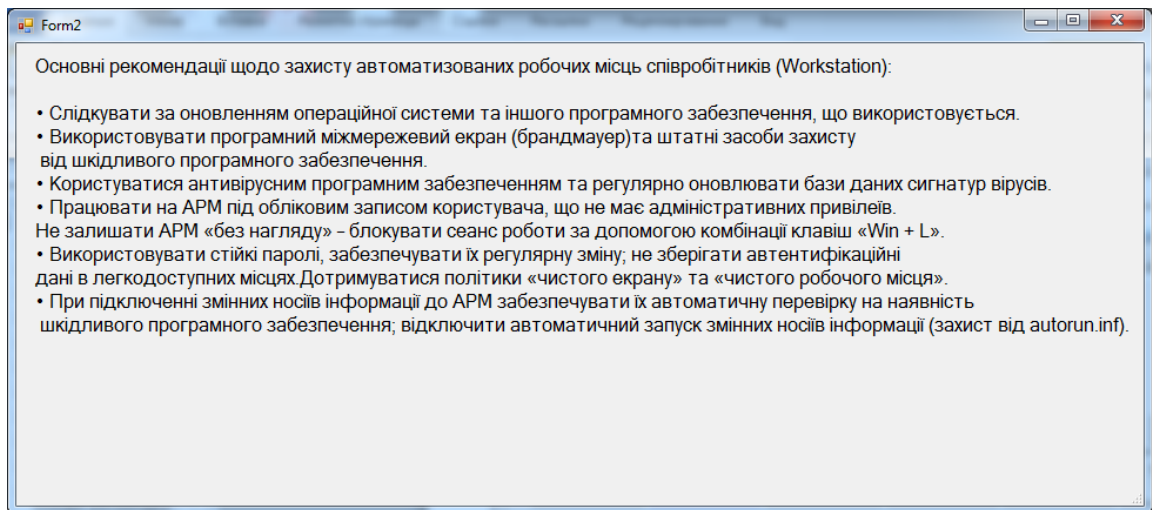 Form2
Основні рекомендації щодо захисту автоматизованих робочих місць співробітників (Workstation):
• Слідкувати за оновленням операційної системи та іншого програмного забезпечення, що використовується.
• Використовувати програмний міжмережевий екран (брандмауер)та штатні засоби захисту
від шкідливого програмного забезпечення.
• Користуватися антивірусним програмним забезпеченням та регулярно оновлювати бази даних сигнатур вірусів.
• Працювати на АРМ під обліковим записом користувача, що не має адміністративних привілеїв.
Не залишати АРМ «без нагляду» – блокувати сеанс роботи за допомогою комбінації клавіш «Win + L».
• Використовувати стійкі паролі, забезпечувати їх регулярну зміну; не зберігати автентифікаційні
дані в легкодоступних місцях.Дотримуватися політики «чистого екрану» та «чистого робочого місця».
• При підключенні змінних носіїв інформації до АРМ забезпечувати їх автоматичну перевірку на наявність
шкідливого програмного забезпечення; відключити автоматичний запуск змінних носіїв інформації (захист від autorun.inf).